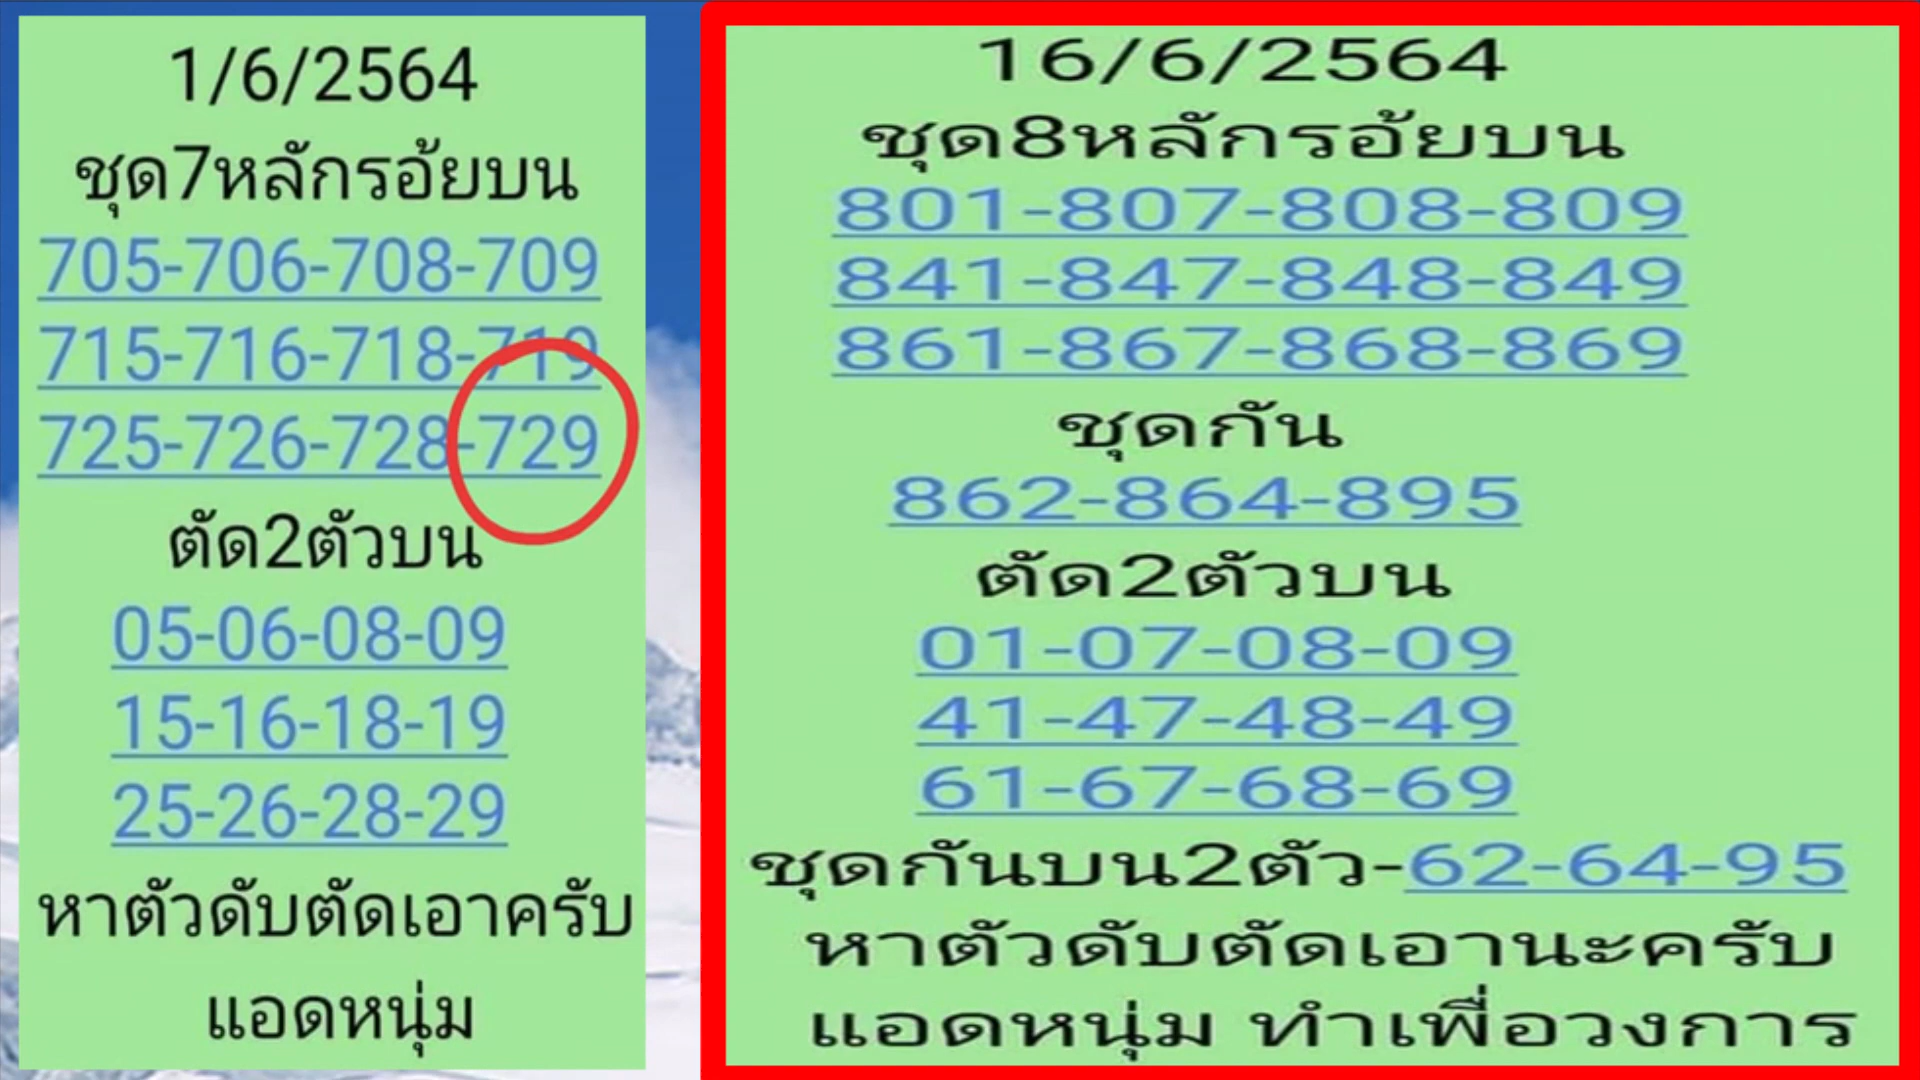 1/6/2564
ชุด7หลักรอ้ยบน
705-706-708-709
715-716-718-719
725-726-728-729
ตัด2ตัวบน
05-06-08-09
15-16-18-19
25-26-28-29
หาตัวดับตัดเอาครับ
แอดหนุ่ม
16/6/2564
ชุด8หลักรอ้ยบน
801-807-808-809
841-847-848-849
861-867-868-869
ชุดกัน
862-864-895
ตัด2ตัวบน
01-07-08-09
41-47-48-49
61-67-68-69
ชุดกันบน2ตัว-62-64-95
หาตัวดับตัดเอานะครับ
แอดหนุ่ม ทำเพื่อวงการ